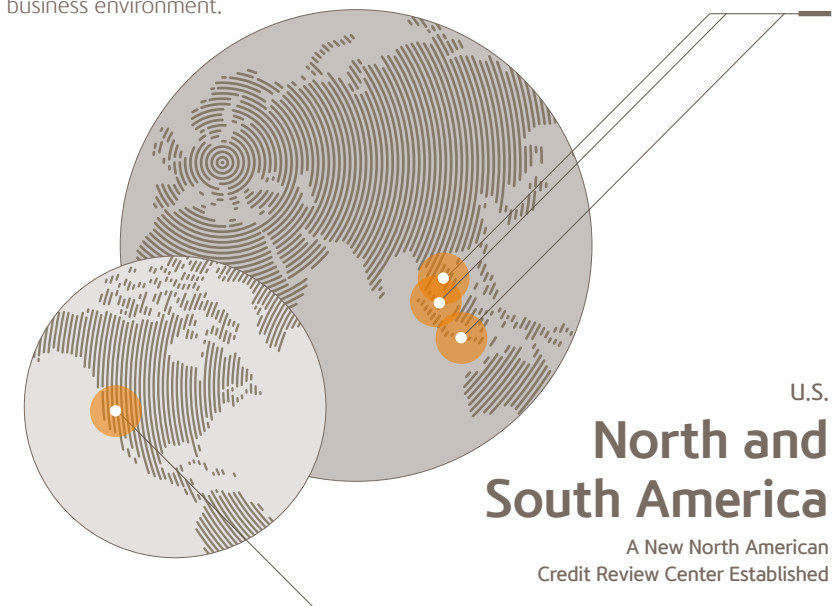 business environment.
U.S.
North and
South America
A New North American
Credit Review Center Established